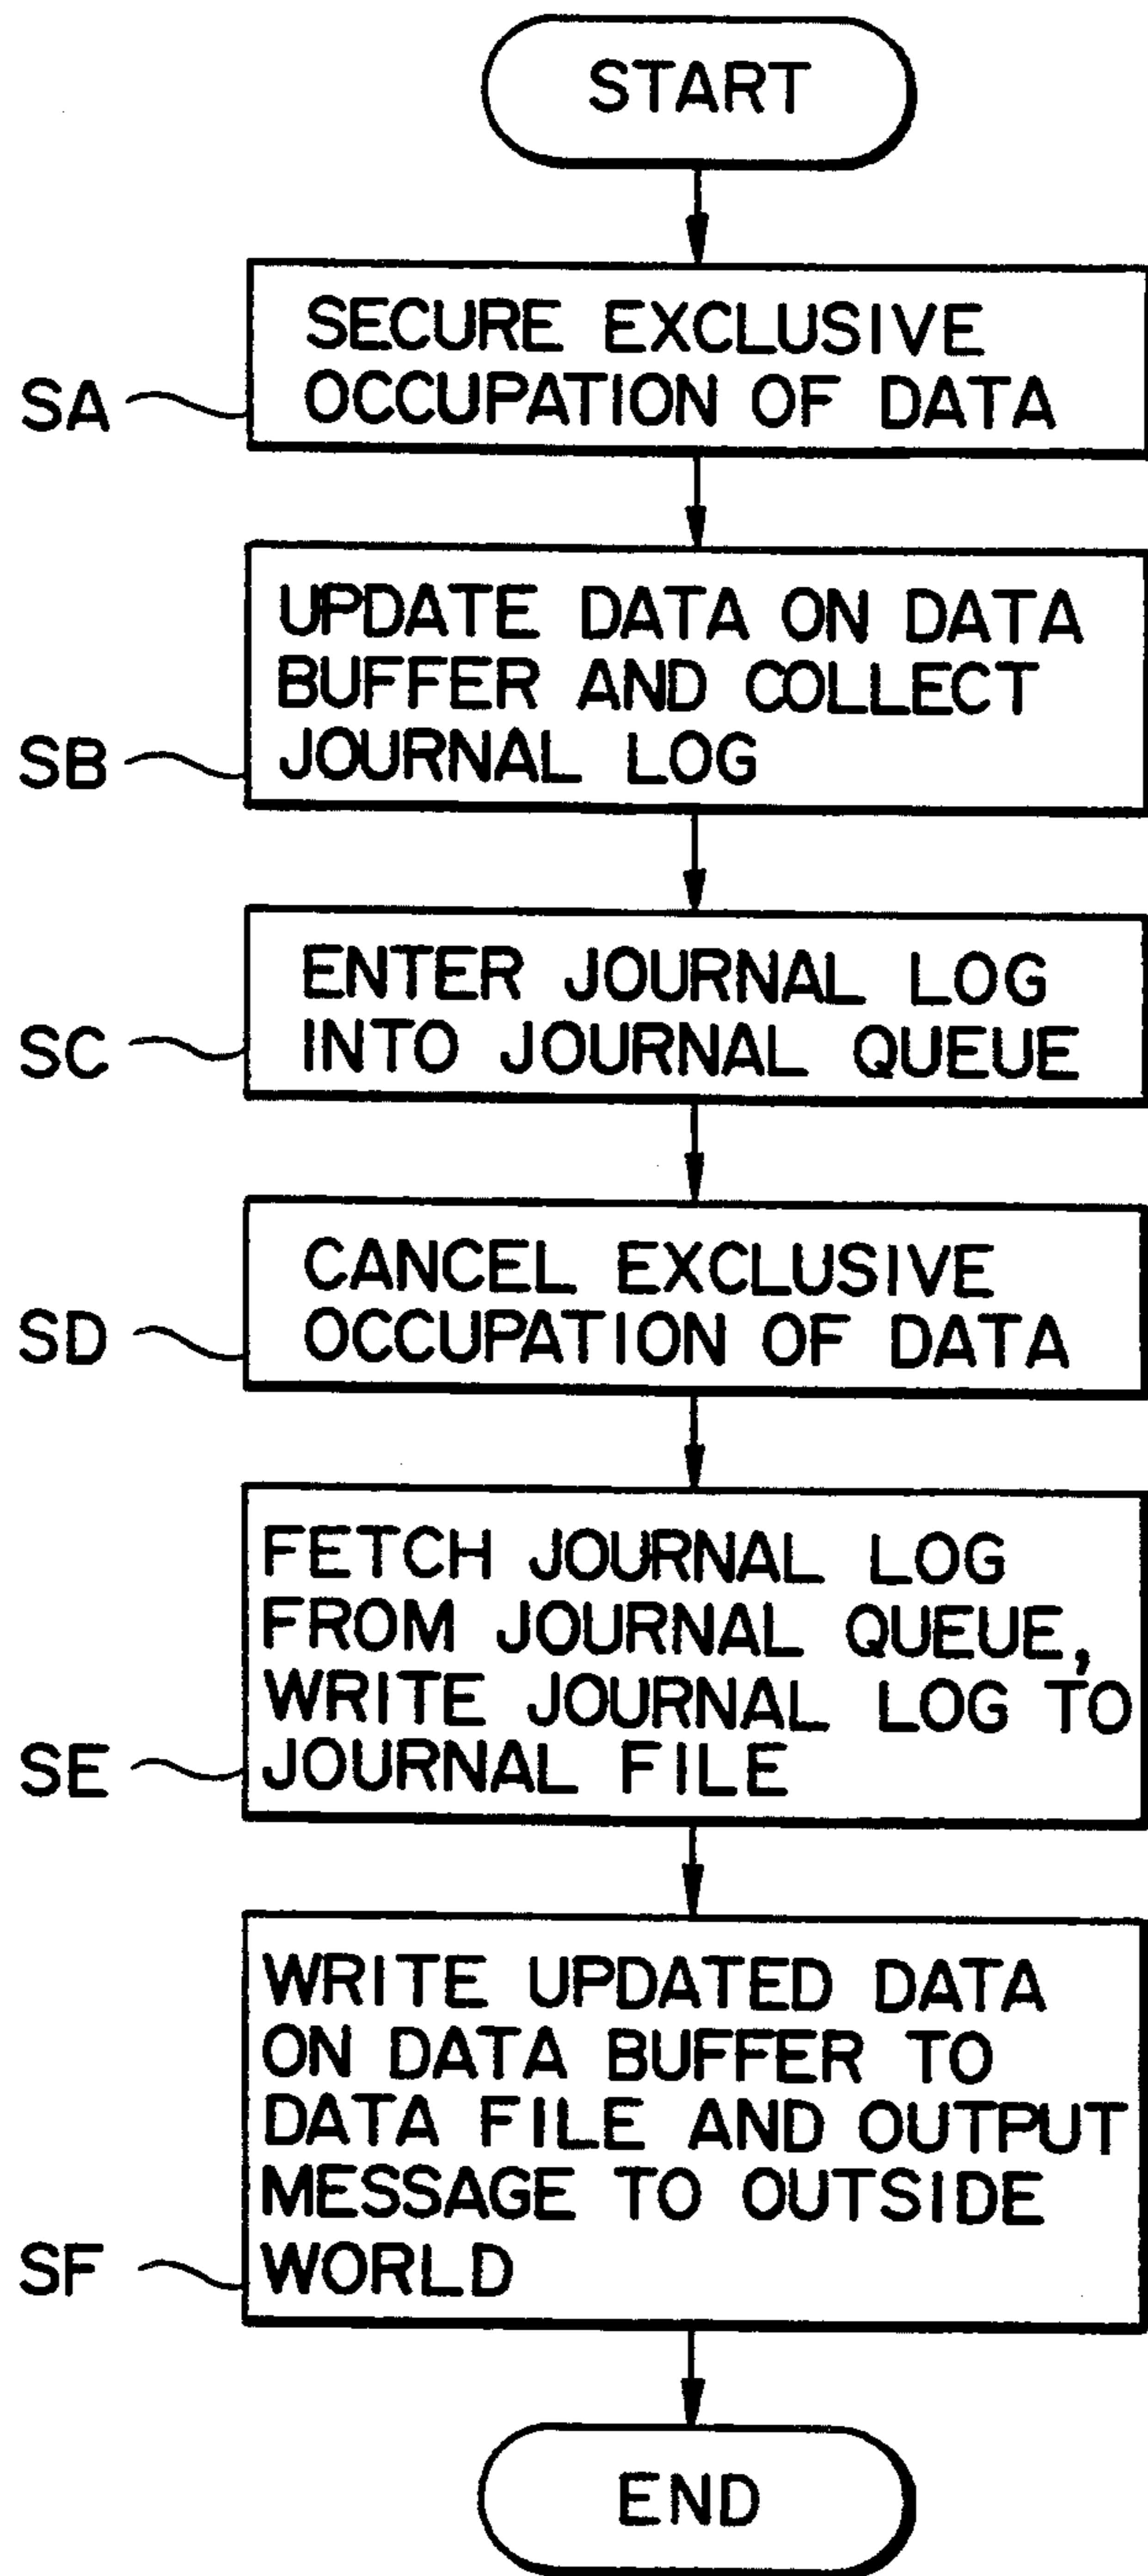 START
SECURE EXCLUSIVE
OCCUPATION OF DATA
SA
UPDATE DATA ON DATA
BUFFER AND COLLECT
JOURNAL LOG
SB
ENTER JOURNAL LOG
INTO JOURNAL QUEUE
SC
CANCEL EXCLUSIVE
OCCUPATION OF DATA
SD
FETCH JOURNAL LOG
FROM JOURNAL QUEUE,
WRITE JOURNAL LOG TO
JOURNAL FILE
SE
WRITE UPDATED DATA
ON DATA BUFFER TO
DATA FILE AND OUTPUT
MESSAGE TO OUTSIDE
WORLD
SF
END